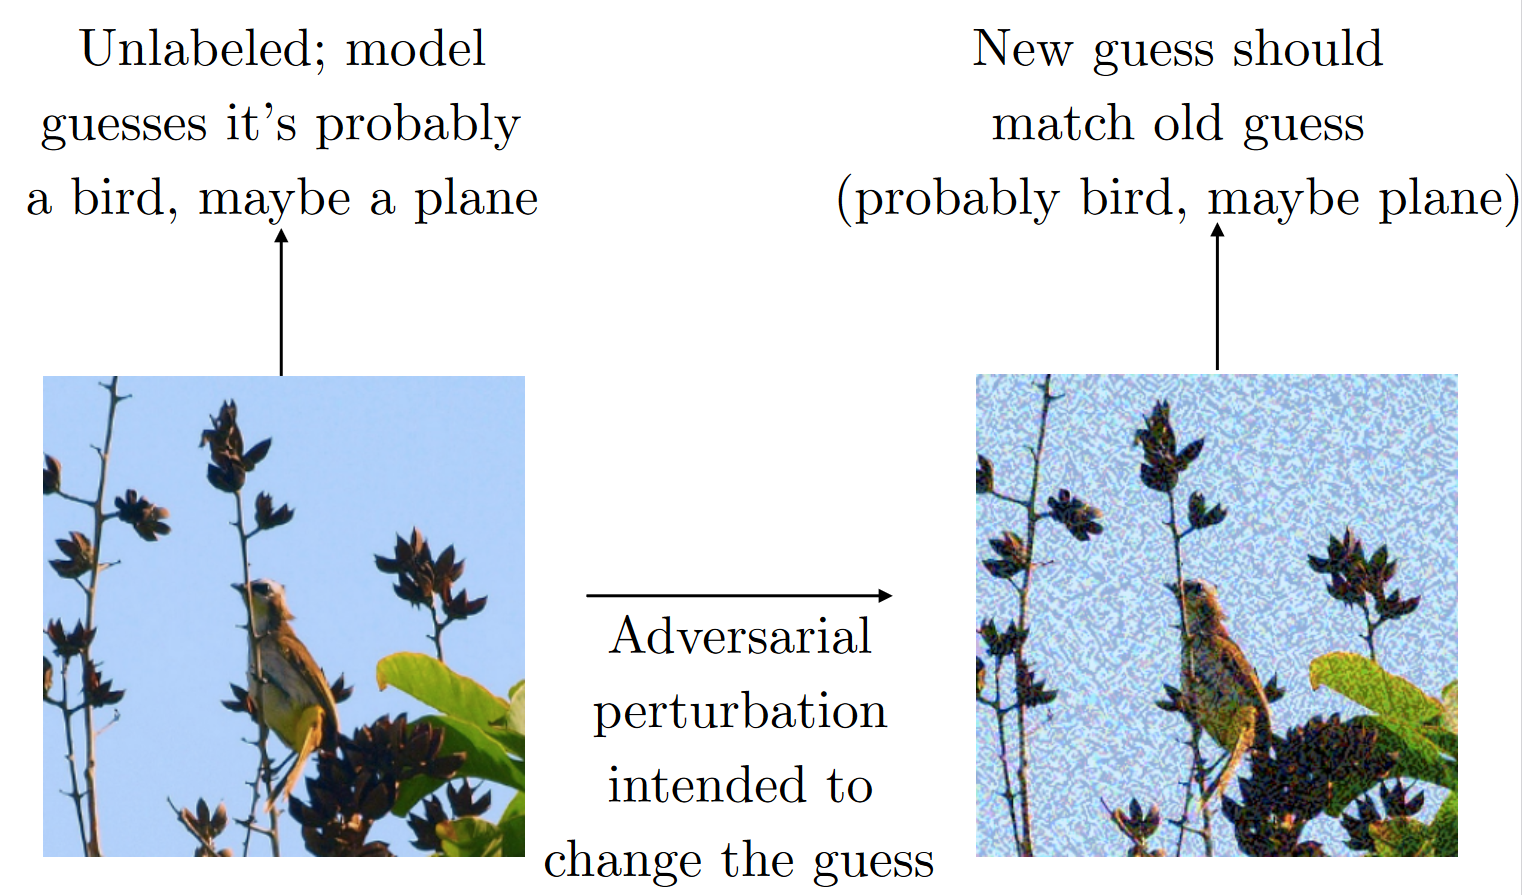 Unlabeled; model
guesses it's probably
a bird, maybe a plane
New guess should
match old guess
(probably bird, maybe plane)
Adversarial
perturbation
intended to
change the guess